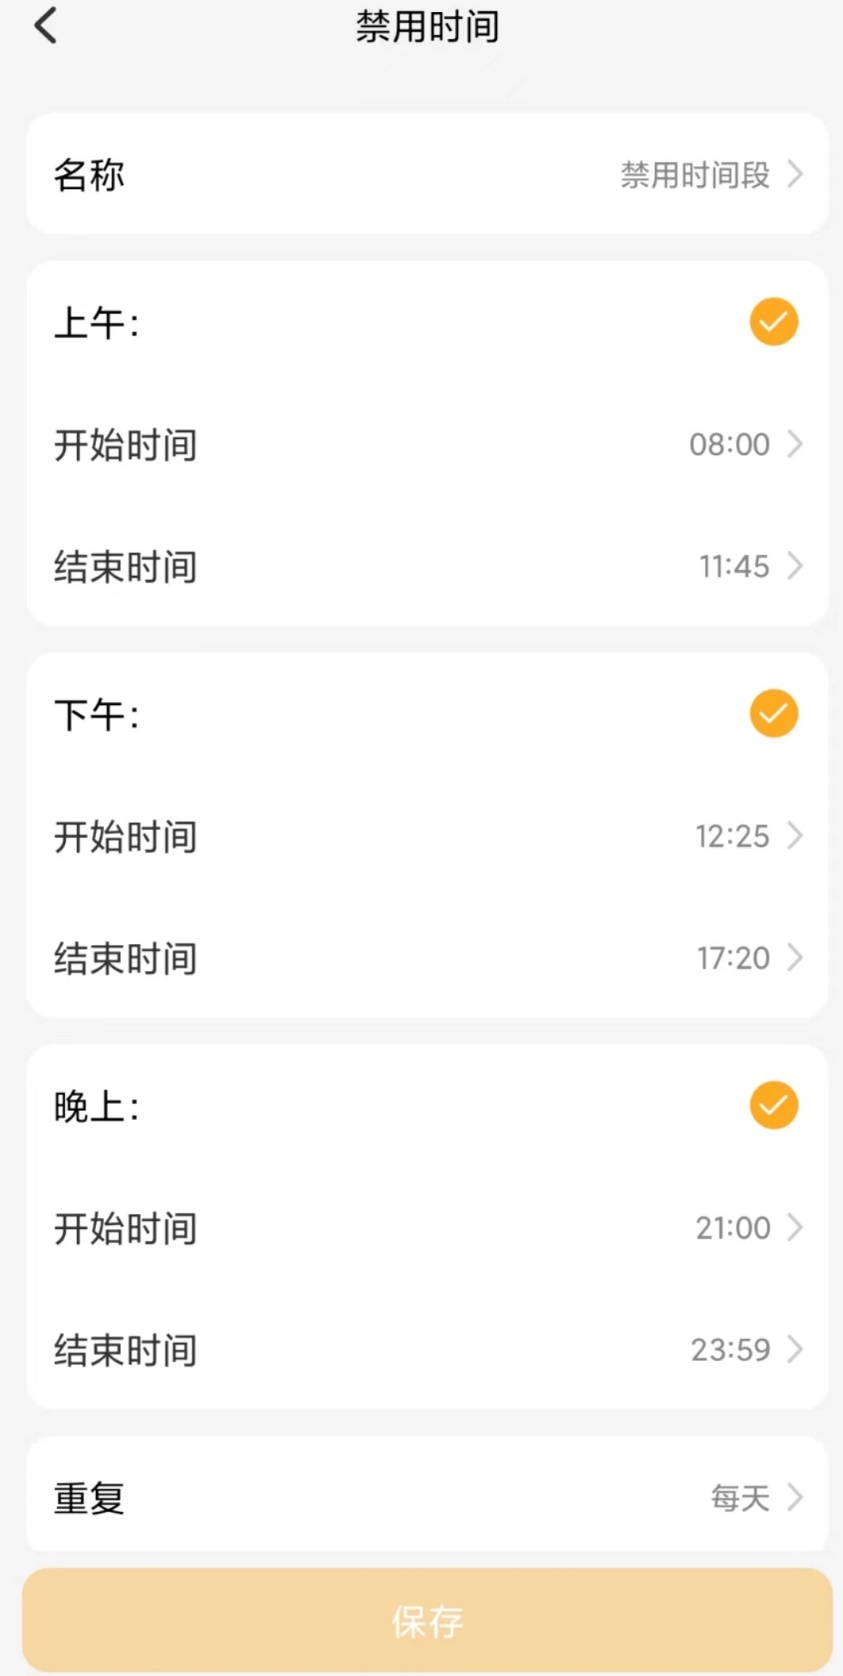 禁用时间
名称 禁用时间段
上午:
开始时间 08:00
结束时间 11:45
下午:
开始时间 12:25
结束时间 17:20
晚上:
开始时间 21:00
结束时间 23:59
重复 每天
保存